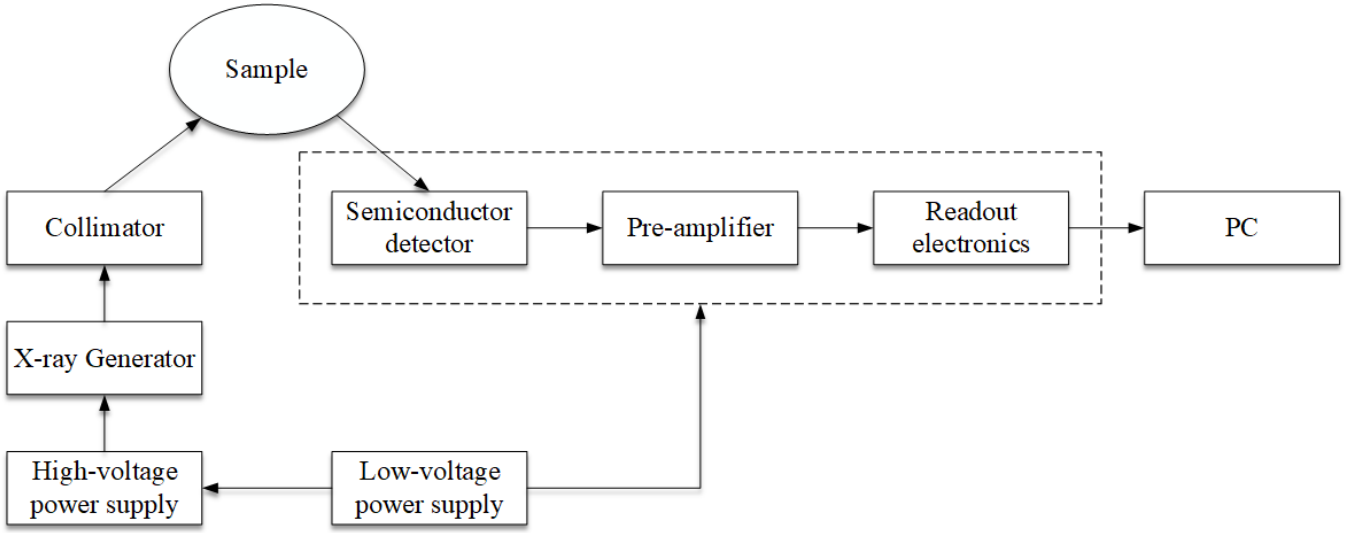 Sample
Collimator
Semiconductor
detector
Pre-amplifier
Readout
electronics
PC
X-ray Generator
High-voltage
power supply
Low-voltage
power supply